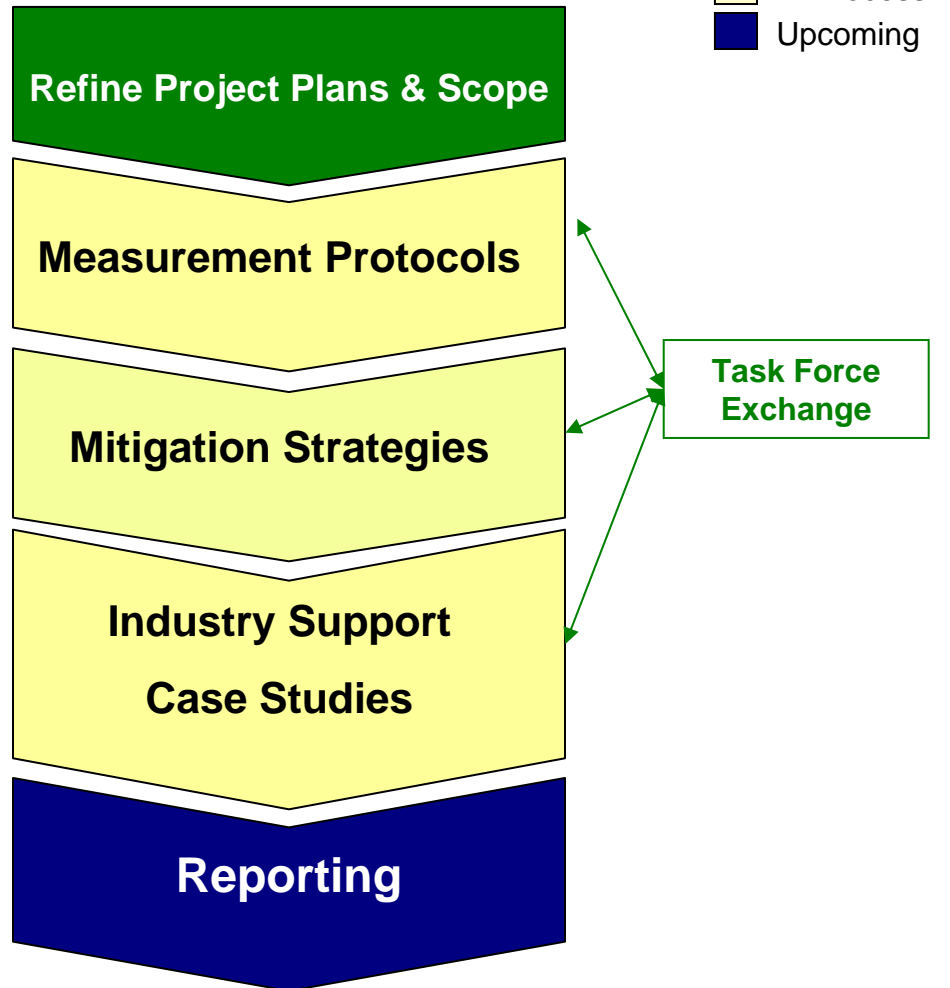 Upcoming
Refine Project Plans & Scope
Measurement Protocols
Task Force
Exchange
Mitigation Strategies
Industry Support
Case Studies
Reporting